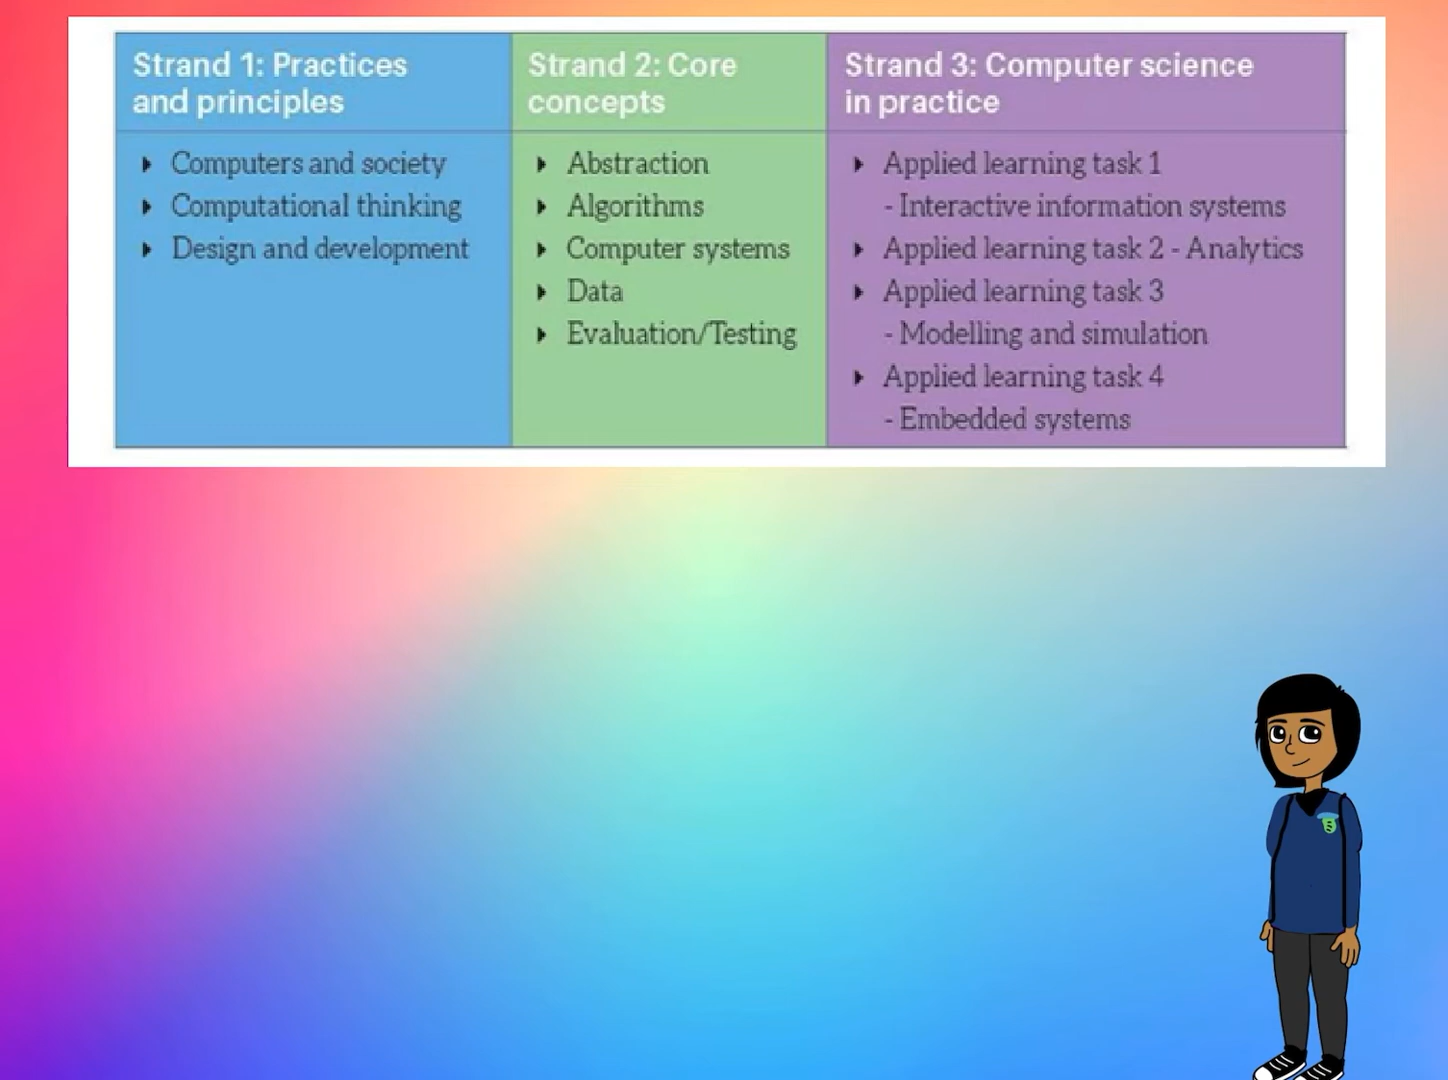 Strand 1: Practices
and principles
Computers and society
Computational thinking
Design and development
Strand 2: Core
concepts
Abstraction
Algorithms
Computer systems
Data
Evaluation/Testing
Strand 3: Computer science
in practice
Applied learning task 1
- Interactive information systems
Applied learning task 2 - Analytics
Applied learning task 3
- Modelling and simulation
Applied learning task 4
- Embedded systems